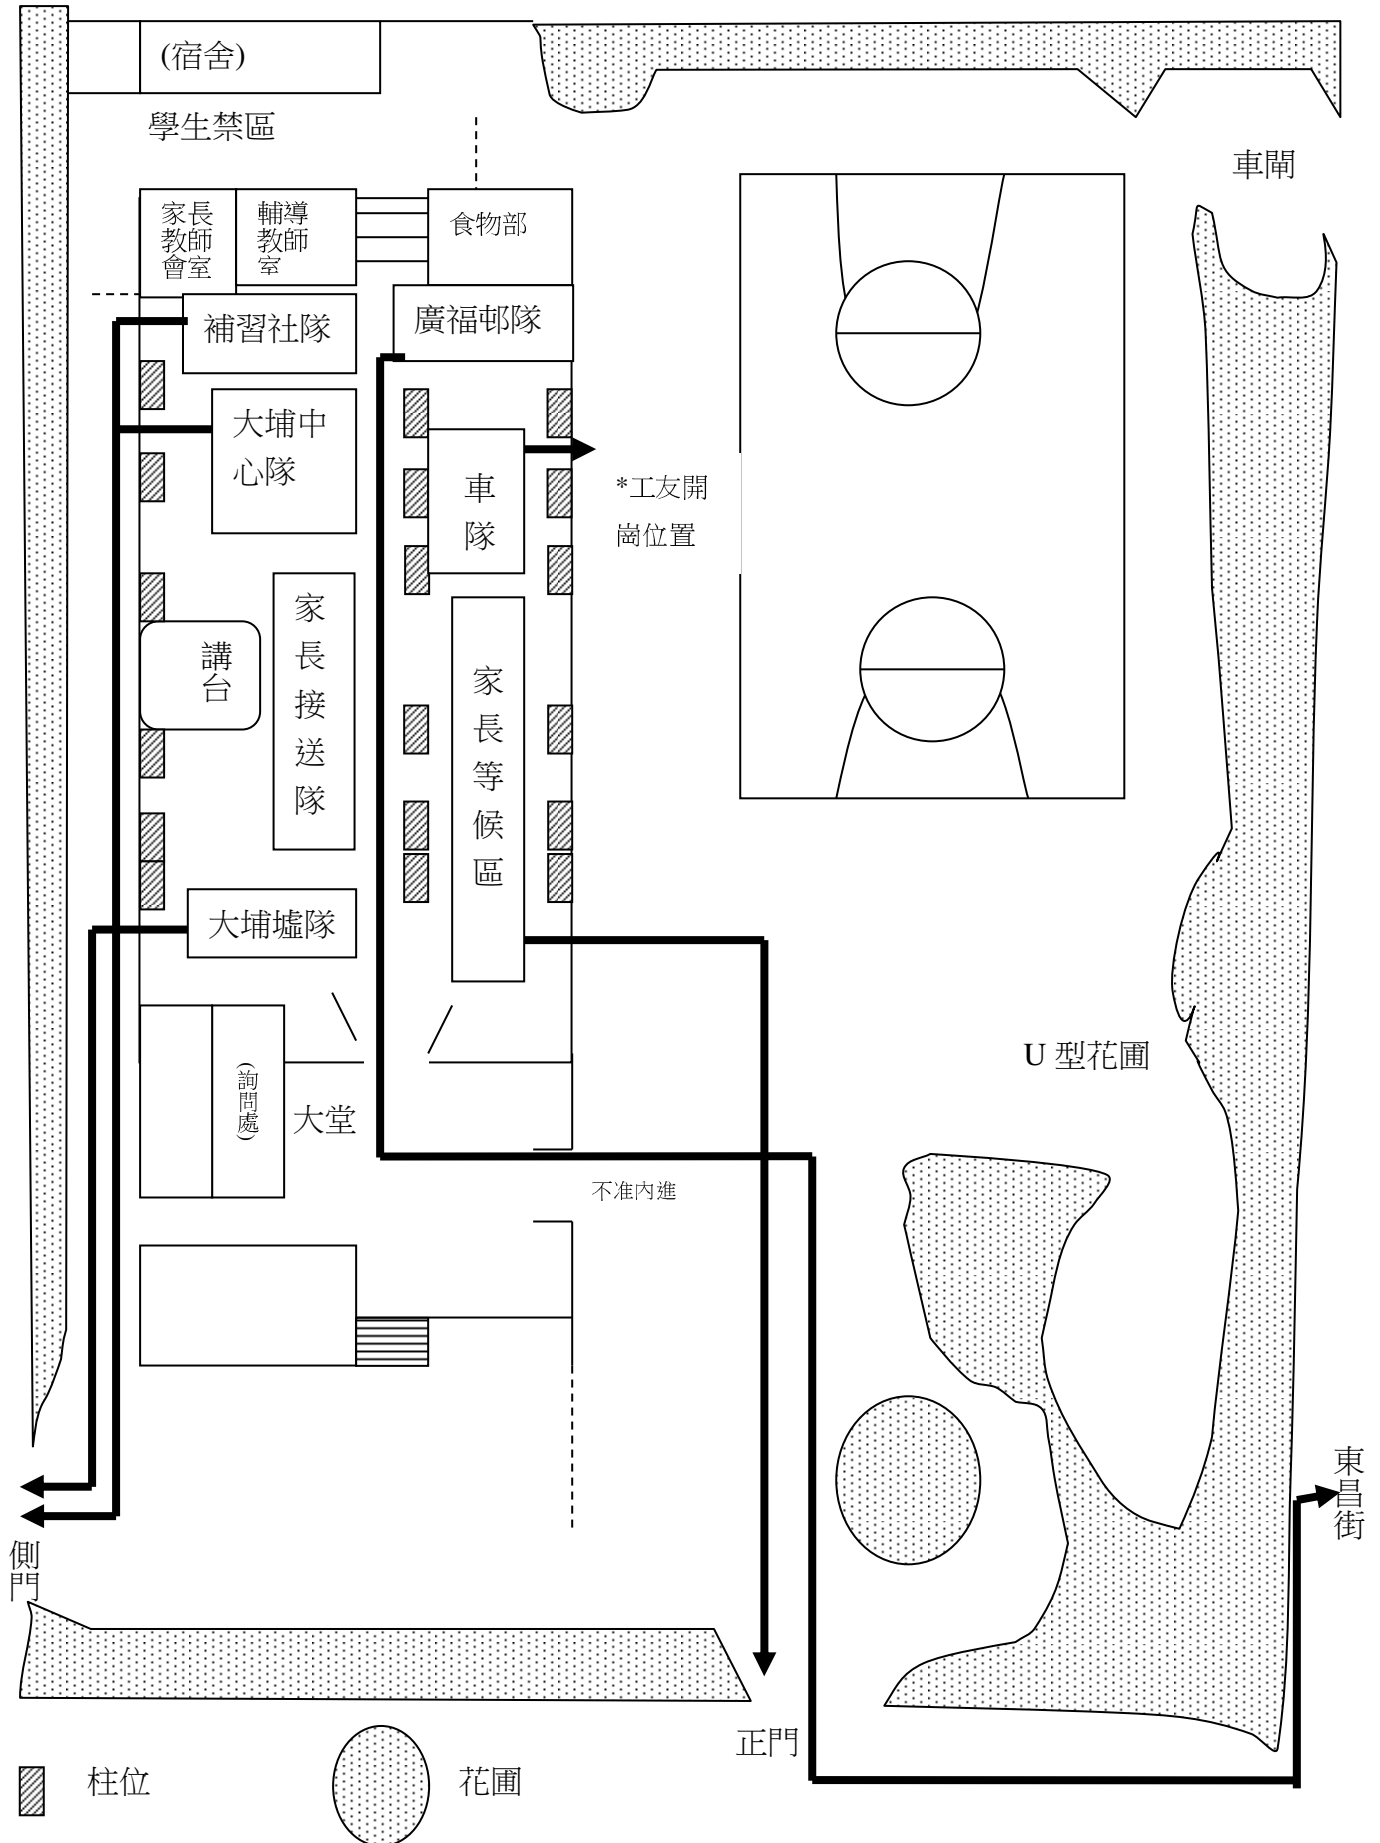 (宿舍)
學生禁區
車閘
家長
教師
會室
輔導
教師
室
食物部
補習社隊
廣福邨隊
大埔中
心隊
車
隊
*工友開
崗位置
家
長
接
送
隊
講
台
家
長
等
候
區
大埔墟隊
U 型花圃
(詢問處)
大堂
不准內進
東
昌
街
側
門
正門
柱位
花圃